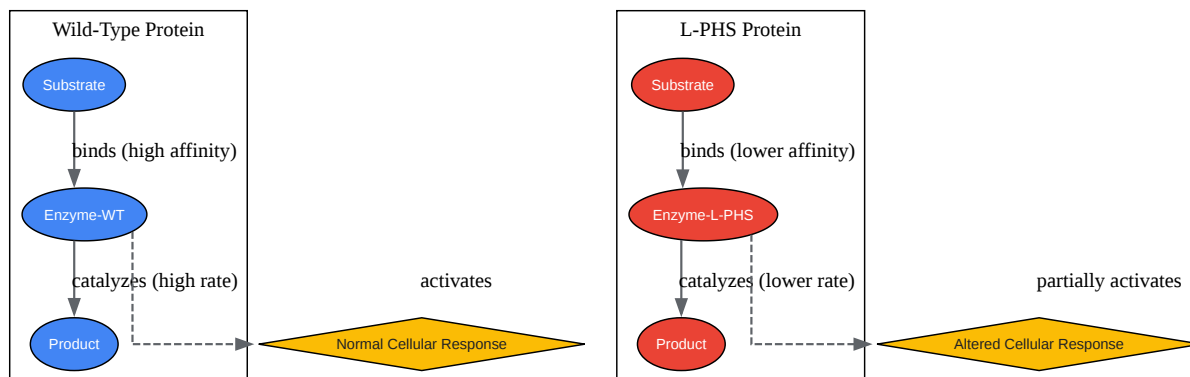 Wild-Type Protein
Substrate
binds (high affinity)
Enzyme-WT
catalyzes (high rate)
activates
Product
Normal Cellular Response
L-PHS Protein
Substrate
binds (lower affinity)
Enzyme-L-PHS
catalyzes (lower rate)
partially activates
Product
Altered Cellular Response